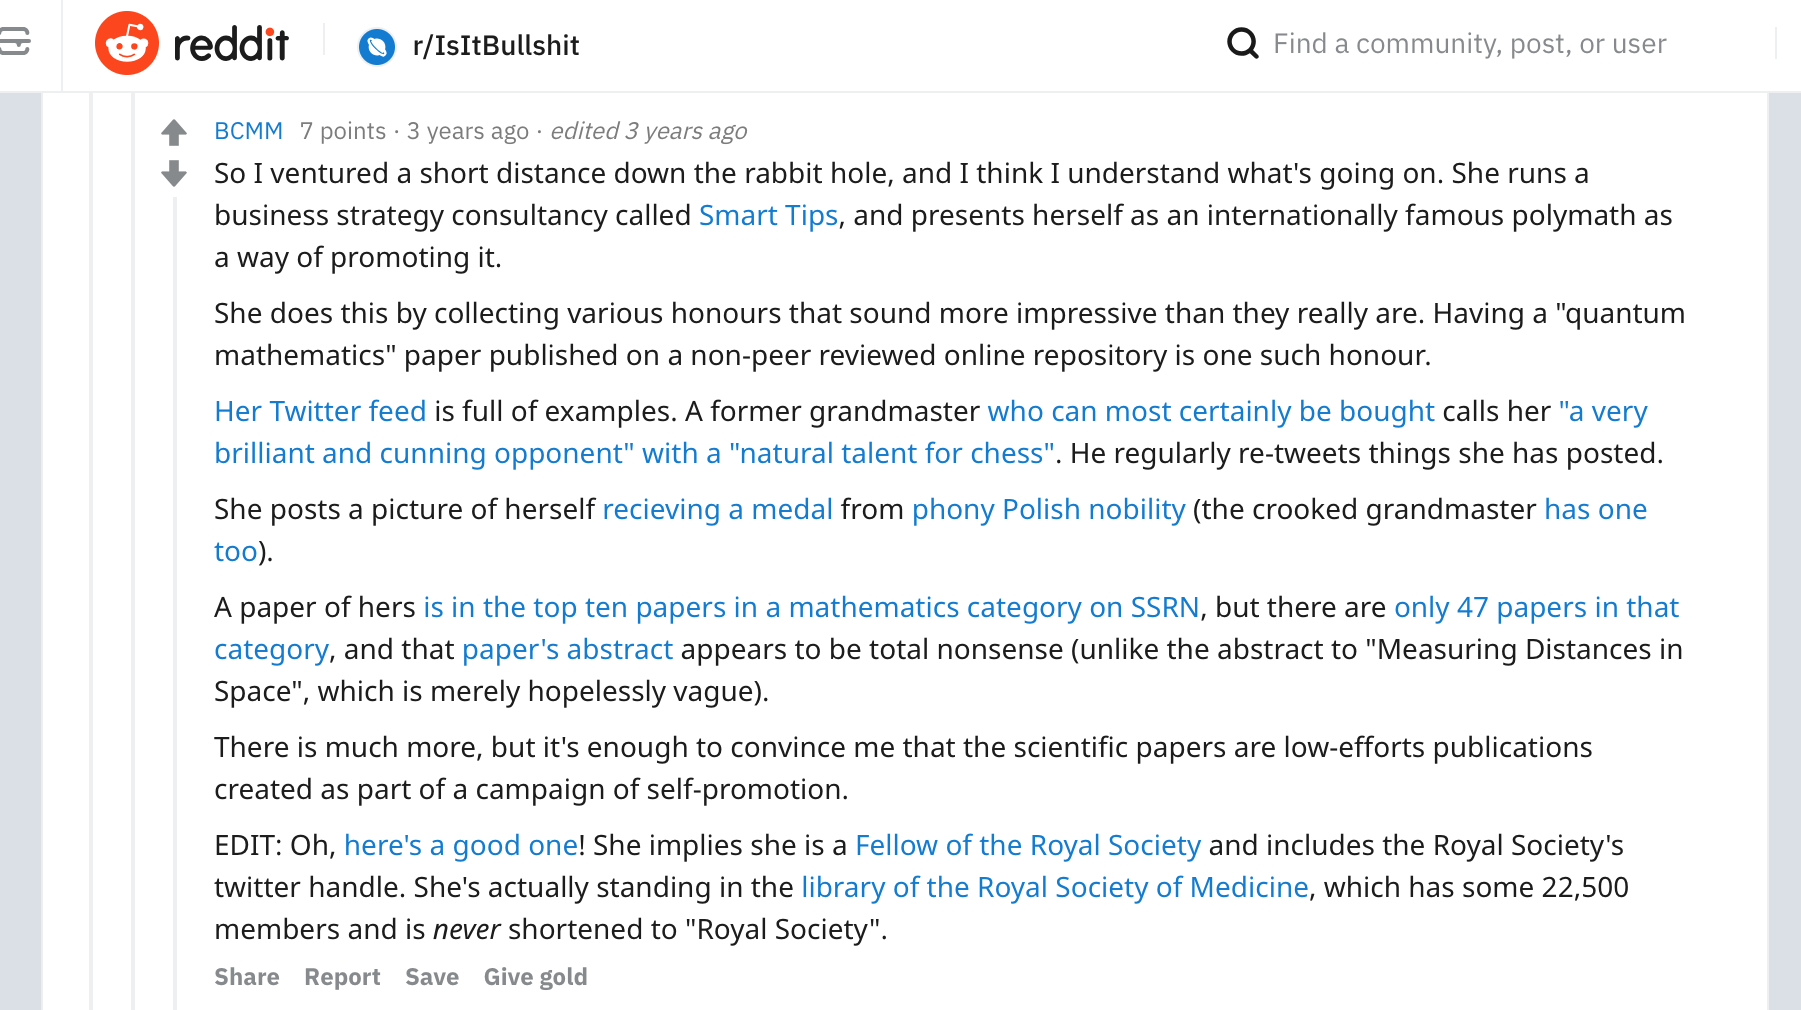 reddit
r/IsItBullshit
Find a community, post, or user
BCMM 7 points · 3 years ago · edited 3 years ago
So I ventured a short distance down the rabbit hole, and I think I understand what's going on. She runs a
business strategy consultancy called Smart Tips, and presents herself as an internationally famous polymath as
a way of promoting it.
She does this by collecting various honours that sound more impressive than they really are. Having a "quantum
mathematics" paper published on a non-peer reviewed online repository is one such honour.
Her Twitter feed is full of examples. A former grandmaster who can most certainly be bought calls her "a very
brilliant and cunning opponent" with a "natural talent for chess". He regularly re-tweets things she has posted.
She posts a picture of herself recieving a medal from phony Polish nobility (the crooked grandmaster has one
too).
A paper of hers is in the top ten papers in a mathematics category on SSRN, but there are only 47 papers in that
category, and that paper's abstract appears to be total nonsense (unlike the abstract to "Measuring Distances in
Space", which is merely hopelessly vague).
There is much more, but it's enough to convince me that the scientific papers are low-efforts publications
created as part of a campaign of self-promotion.
EDIT: Oh, here's a good one! She implies she is a Fellow of the Royal Society and includes the Royal Society's
twitter handle. She's actually standing in the library of the Royal Society of Medicine, which has some 22,500
members and is never shortened to "Royal Society".
Share Report Save Give gold